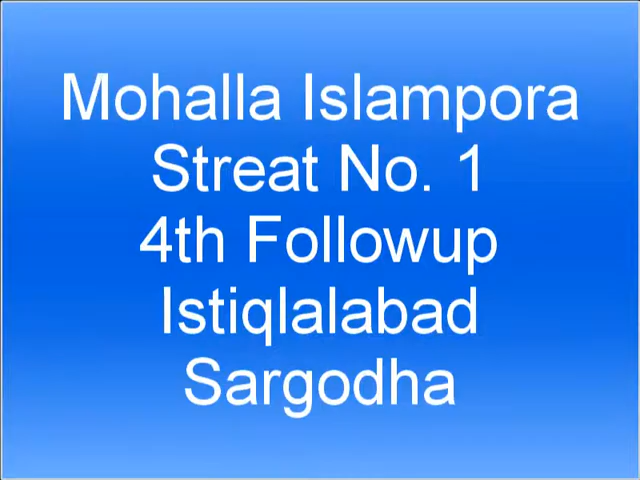 Mohalla Islampora
Streat No. 1
4th Followup
Istiqlalabad
Sargodha